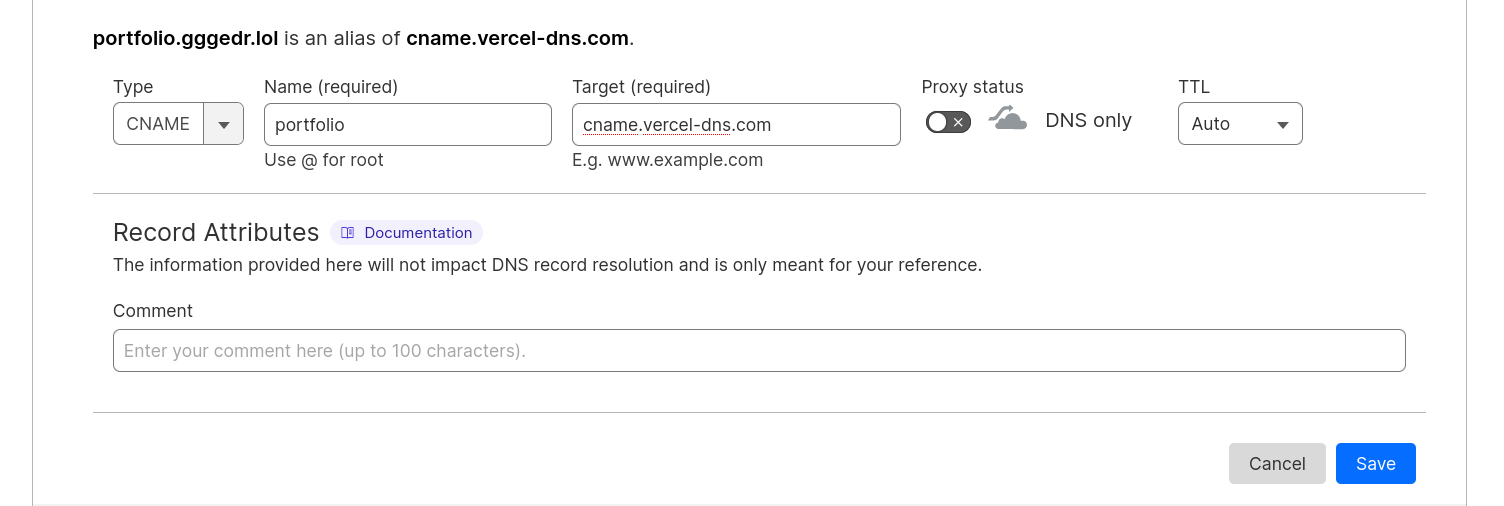 portfolio.gggedr.lol is an alias of cname.vercel-dns.com.
Type Name (required) Target (required) Proxy status TTL
CNAME portfolio cname.vercel-dns.com DNS only Auto
Use @ for root E.g. www.example.com
Record Attributes Documentation
The information provided here will not impact DNS record resolution and is only meant for your reference.
Comment
Enter your comment here (up to 100 characters).
Cancel Save